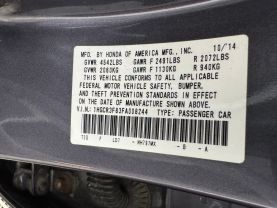 10/14
MFD. BY HONDA OF AMERICA MFG., INC.
GVWR 4542LBS GAWR F 2491LBS R 2072LBS
GVWR 2060KG GAWR F 1130KG R 940KG
THIS VEHICLE CONFORMS TO ALL APPLICABLE
FEDERAL MOTOR VEHICLE SAFETY, BUMPER,
AND THEFT PREVENTION STANDARDS IN EFFECT
ON THE DATE OF MANUFACTURE SHOWN ABOVE.
V.I.N.: TYPE: PASSENGER CAR
- B - A